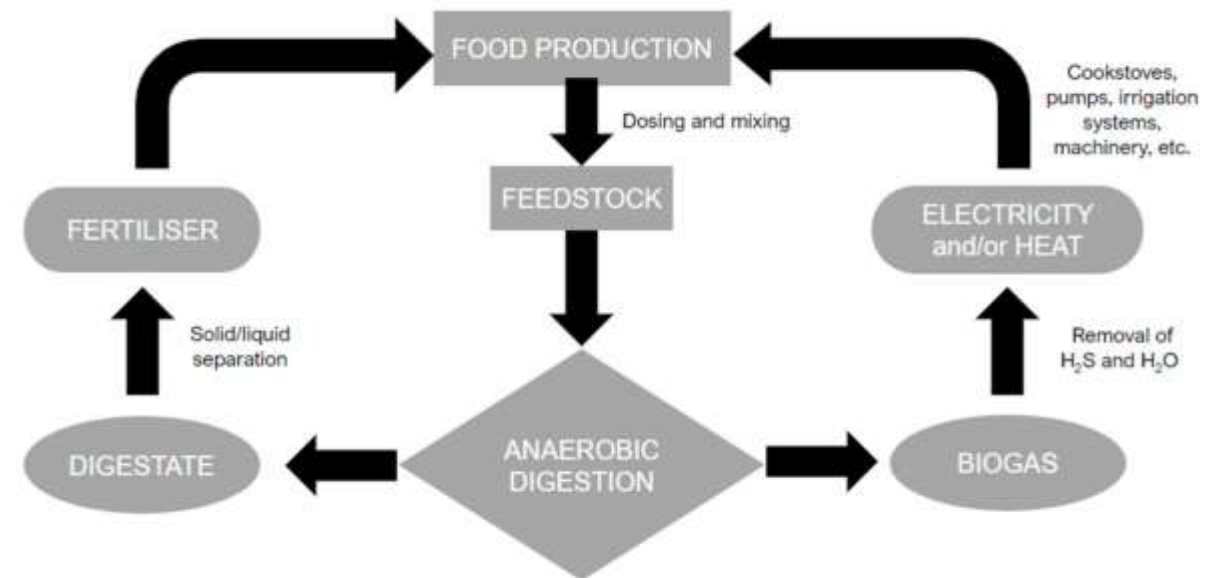 FOOD PRODUCTION
Dosing and mixing
Cookstoves,
pumps, irrigation
systems,
machinery, etc.
FEEDSTOCK
FERTILISER
ELECTRICITY
and/or HEAT
Solid/liquid
separation
Removal of
H₂S and H₂O
DIGESTATE
ANAEROBIC
DIGESTION
BIOGAS